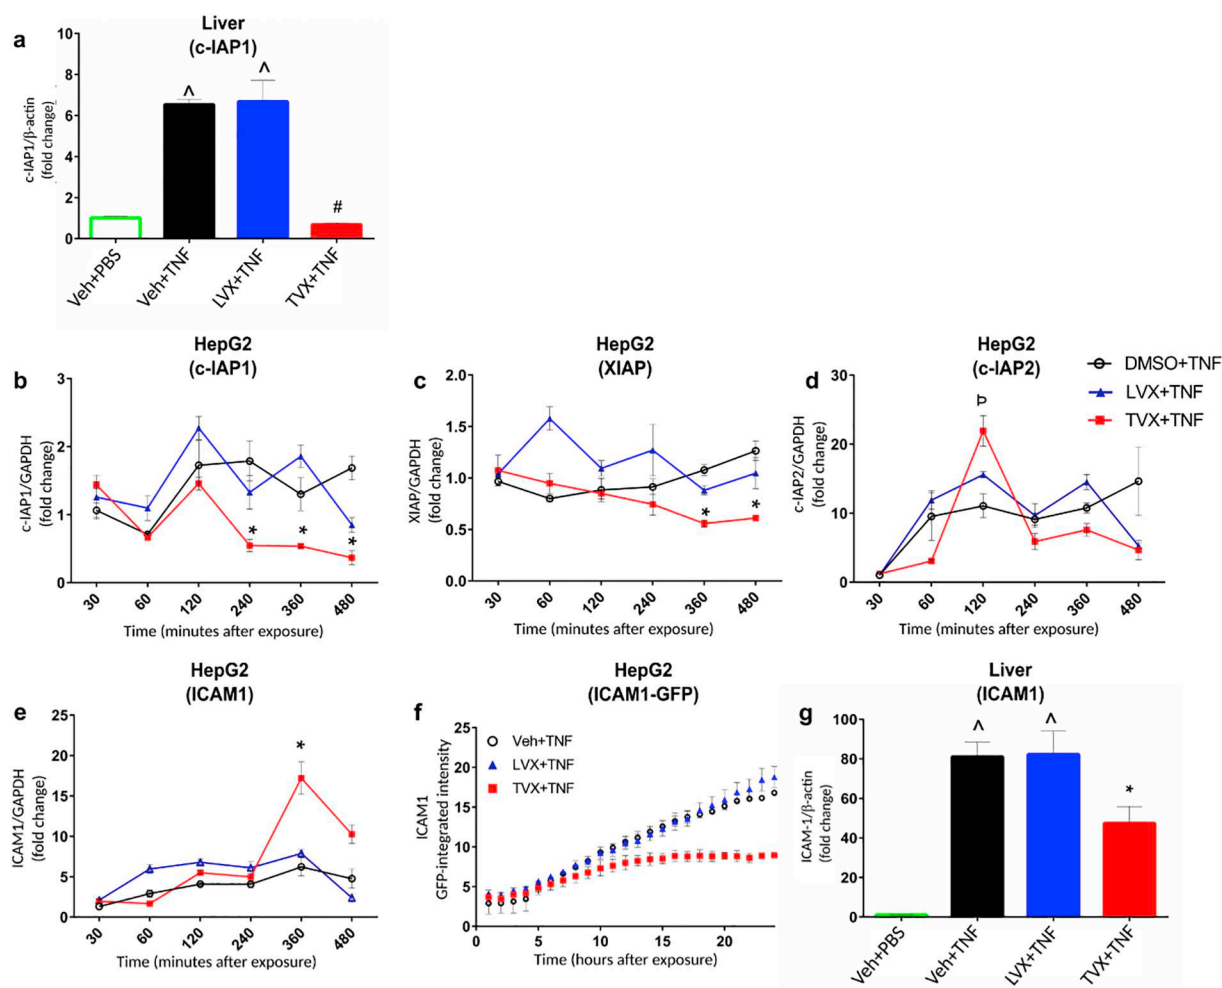 a
Liver
(c-IAP1)
c-IAP1/β-actin
(fold change)
10
8
6
4
2
0
^
^
#
Veh+PBS
Veh+TNF
LVX+TNF
TVX+TNF
b
HepG2
(c-IAP1)
c-IAP1/GAPDH
(fold change)
3
2
1
0
*
*
*
30
60
120
240
360
480
Time (minutes after exposure)
c
HepG2
(XIAP)
XIAP/GAPDH
(fold change)
2.0
1.5
1.0
0.5
0.0
*
*
30
60
120
240
360
480
Time (minutes after exposure)
d
HepG2
(c-IAP2)
c-IAP2/GAPDH
(fold change)
30
20
10
0
30
60
120
240
360
480
Time (minutes after exposure)
DMSO+TNF
LVX+TNF
TVX+TNF
e
HepG2
(ICAM1)
ICAM1/GAPDH
(fold change)
25
20
15
10
5
0
*
30
60
120
240
360
480
Time (minutes after exposure)
f
HepG2
(ICAM1-GFP)
ICAM1
GFP-Integrated intensity
25
20
15
10
5
0
Veh+TNF
LVX+TNF
TVX+TNF
0
5
10
15
20
Time (hours after exposure)
g
Liver
(ICAM1)
ICAM-1/β-actin
(fold change)
100
80
60
40
20
0
^
^
*
Veh+PBS
Veh+TNF
LVX+TNF
TVX+TNF